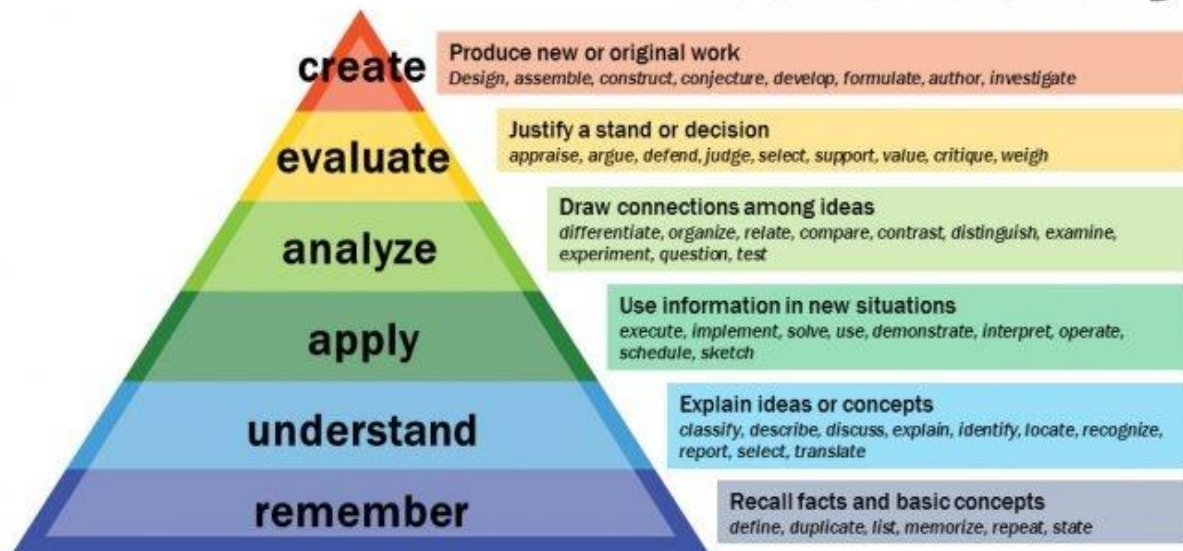 create
Produce new or original work
Design, assemble, construct, conjecture, develop, formulate, author, investigate
evaluate
Justify a stand or decision
appraise, argue, defend, judge, select, support, value, critique, weigh
analyze
Draw connections among ideas
differentiate, organize, relate, compare, contrast, distinguish, examine,
experiment, question, test
apply
Use information in new situations
execute, implement, solve, use, demonstrate, interpret, operate,
schedule, sketch
understand
Explain ideas or concepts
classify, describe, discuss, explain, identify, locate, recognize,
report, select, translate
remember
Recall facts and basic concepts
define, duplicate, list, memorize, repeat, state